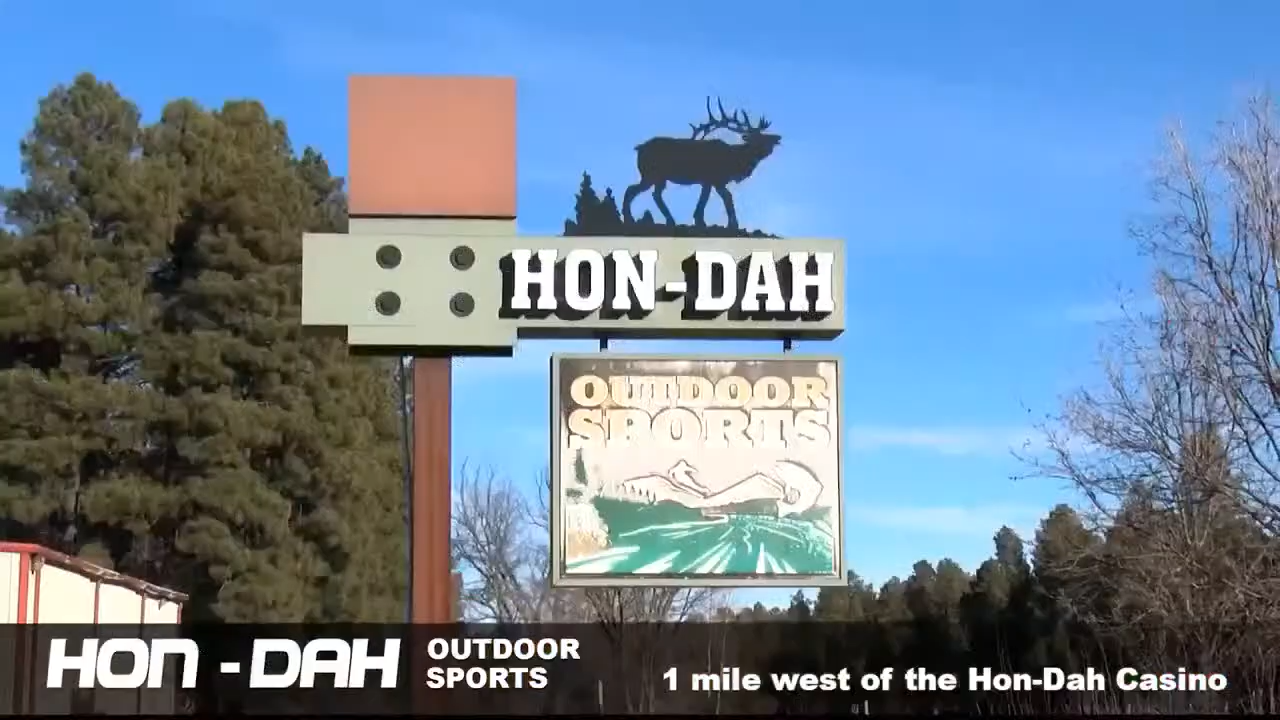 HON-DAH
OUTDOOR
SPORTS
HON-DAH
OUTDOOR
SPORTS
1 mile west of the Hon-Dah Casino